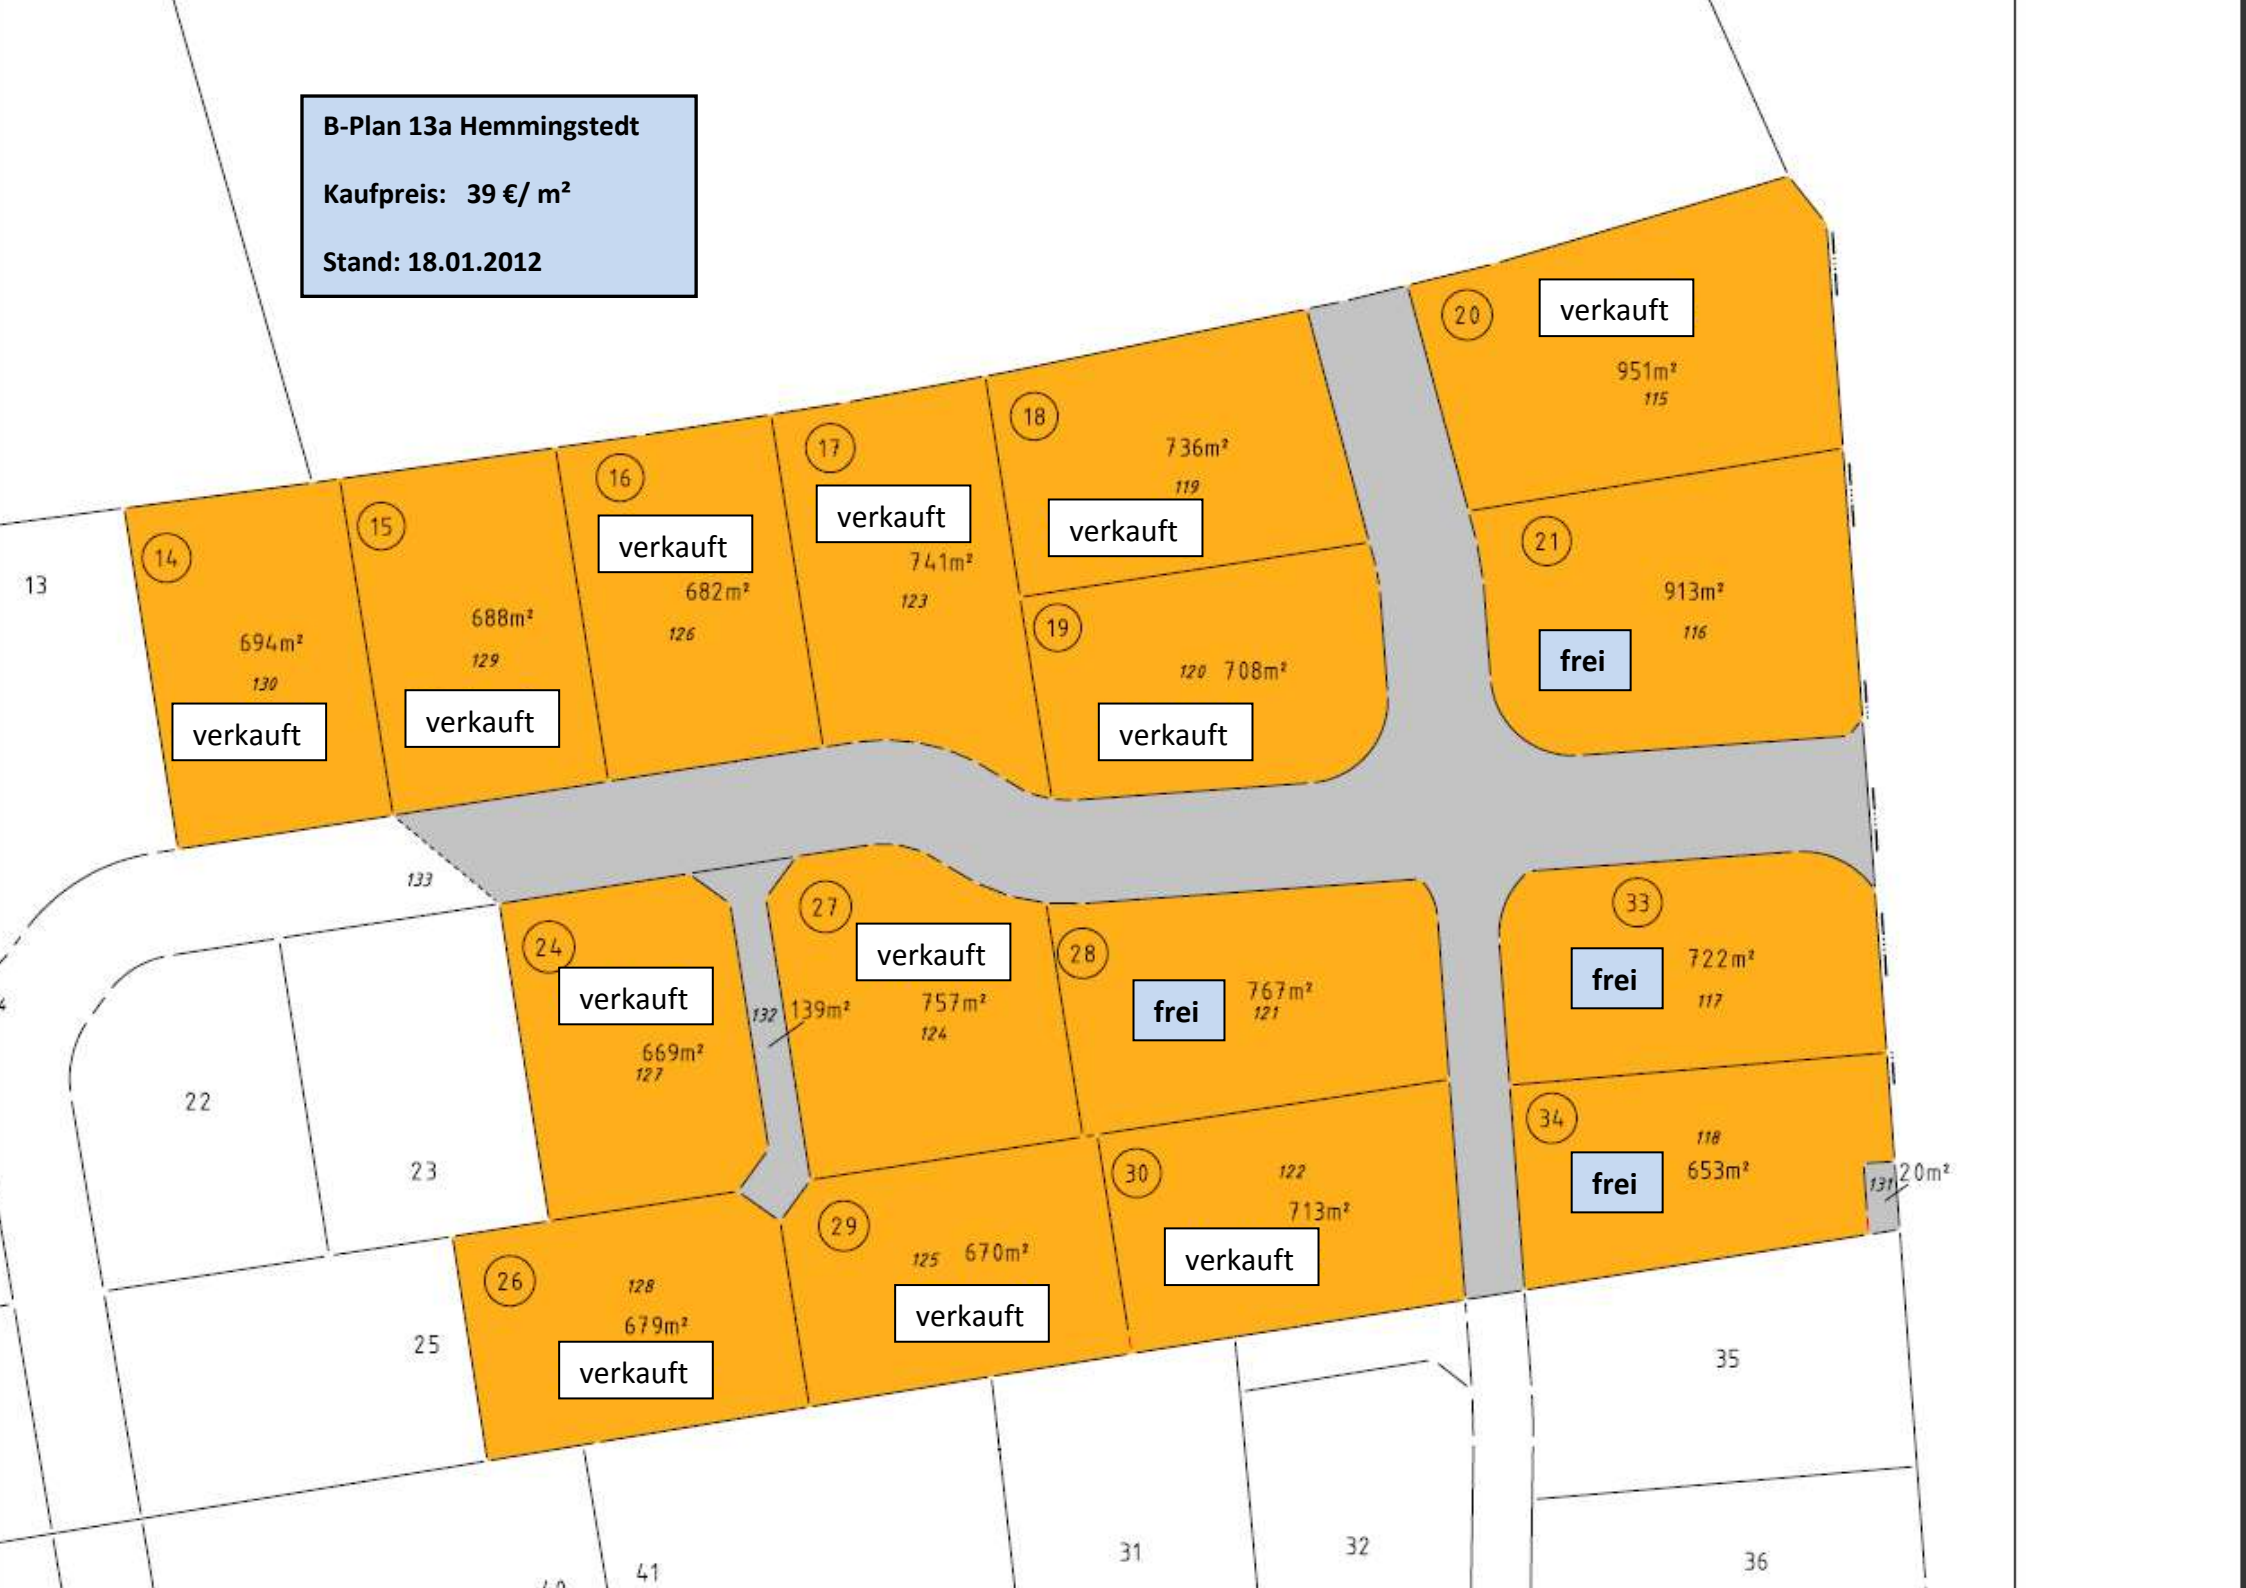 B-Plan 13a Hemmingstedt
Kaufpreis: 39 €/ m²
Stand: 18.01.2012
20
verkauft
951m²
115
18
736m²
119
verkauft
17
verkauft
741m²
123
16
verkauft
682m²
126
15
688m²
129
verkauft
14
694m²
130
verkauft
13
21
913m²
116
frei
19
120 708m²
verkauft
133
24
verkauft
669m²
127
132 139m²
27
verkauft
757m²
124
28
frei
767m²
121
33
frei
722m²
117
22
23
34
118
frei
653m²
131 20m²
30
122
713m²
verkauft
29
125 670m²
verkauft
26
128
679m²
verkauft
25
35
31
32
36
41